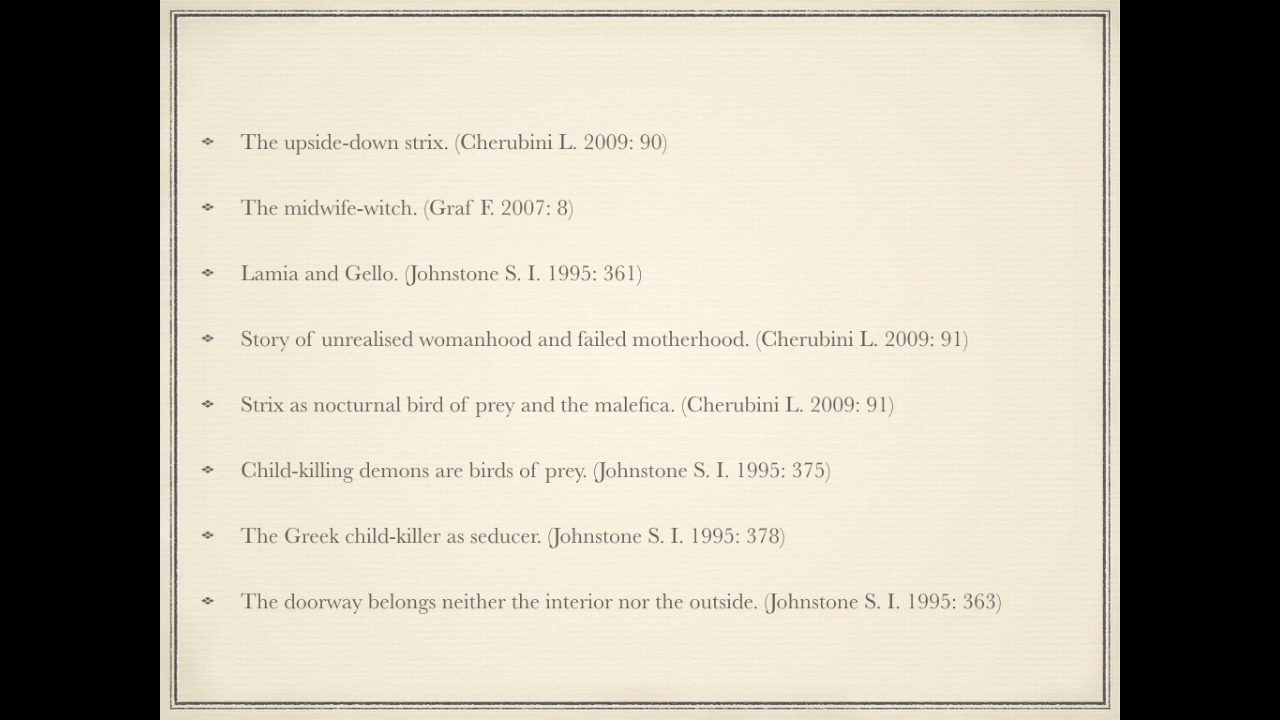 The upside-down strix. (Cherubini L. 2009: 90)
The midwife-witch. (Graf F. 2007: 8)
Lamia and Gello. (Johnstone S. I. 1995: 361)
Story of unrealised womanhood and failed motherhood. (Cherubini L. 2009: 91)
Strix as nocturnal bird of prey and the malefica. (Cherubini L. 2009: 91)
Child-killing demons are birds of prey. (Johnstone S. I. 1995: 375)
The Greek child-killer as seducer. (Johnstone S. I. 1995: 378)
The doorway belongs neither the interior nor the outside. (Johnstone S. I. 1995: 363)